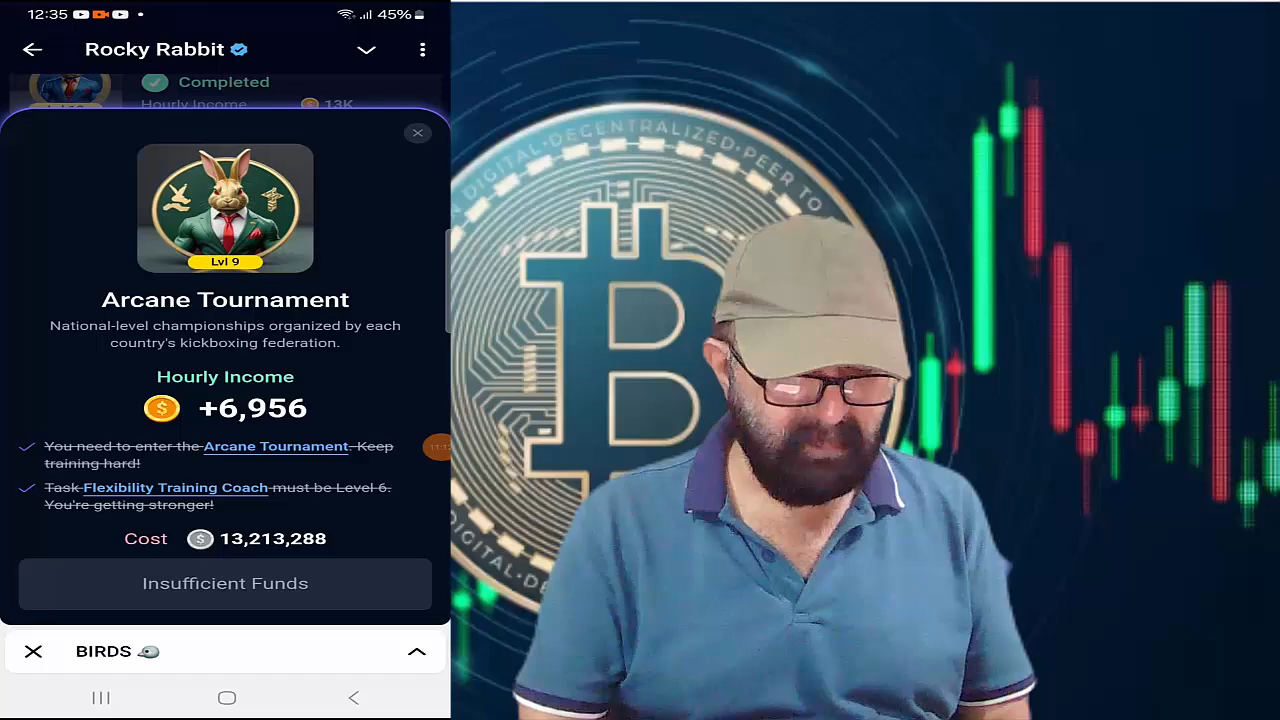 12:35
45%
Rocky Rabbit
Completed
Hourly Income 13K
Lvl 9
Arcane Tournament
National-level championships organized by each
country's kickboxing federation.
Hourly Income
+6,956
You need to enter the Arcane Tournament. Keep
training hard!
Task Flexibility Training Coach must be Level 6.
You're getting stronger!
Cost 13,213,288
Insufficient Funds
BIRDS
DIGITAL·DECENTRALIZED·PEER TO
DIGITAL·DE